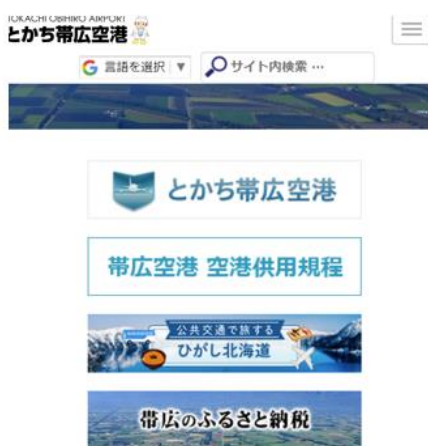 TOKACHI OBIHIRO AIRPORT
とかち帯広空港
言語を選択 ▼
サイト内検索 …
とかち帯広空港
帯広空港 空港供用規程
公共交通で旅する
ひがし北海道
帯広のふるさと納税